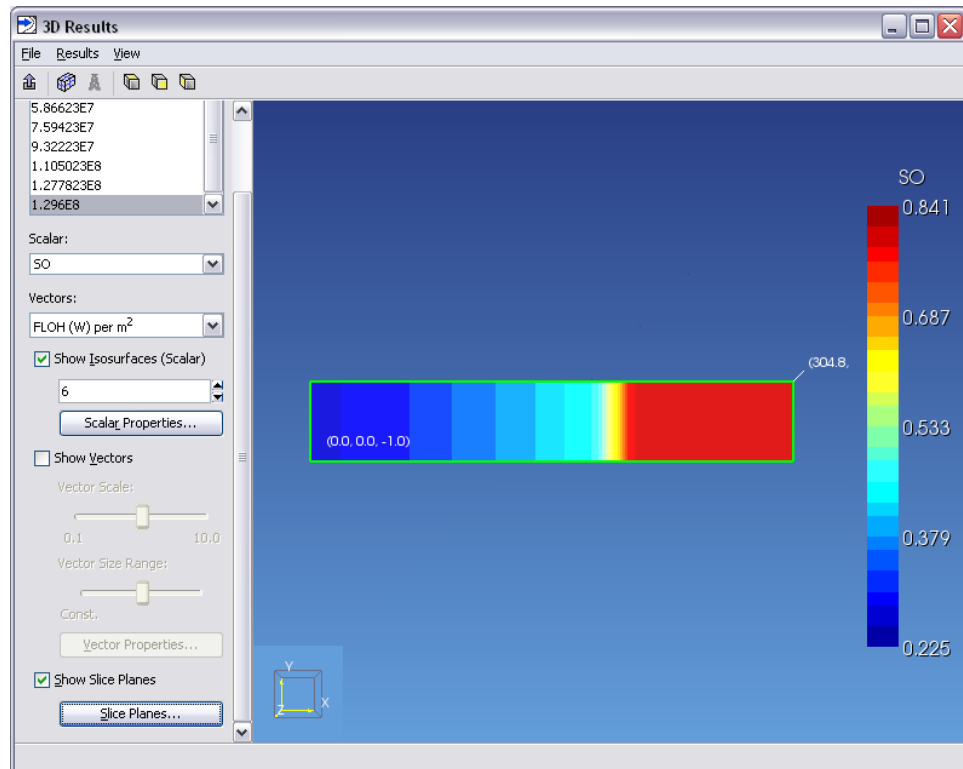 3D Results
File Results View
5.86623E7
7.59423E7
9.32223E7
1.105023E8
1.277823E8
1.296E8
Scalar:
SO
Vectors:
FLOH (W) per m²
Show Isosurfaces (Scalar)
6
Scalar Properties...
Show Vectors
Vector Scale:
0.1 10.0
Vector Size Range:
Const.
Vector Properties...
Show Slice Planes
Slice Planes...
(304.8,
(0.0, 0.0, -1.0)
SO
0.841
0.687
0.533
0.379
0.225
Y
Z
X